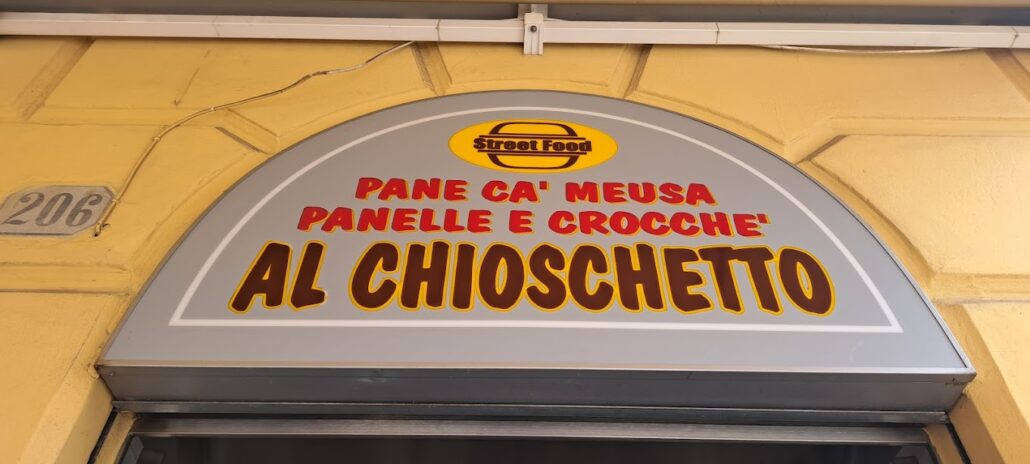 Street Food
PANE CA' MEUSA
PANELLE E CROCCHE'
AL CHIOSCHETTO
206